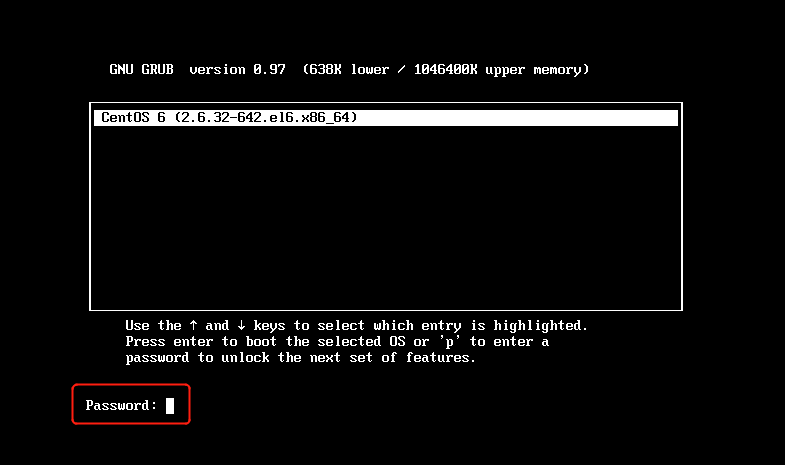 GNU GRUB  version 0.97  (638K lower / 1046400K upper memory)
CentOS 6 (2.6.32-642.el6.x86_64)
Use the ↑ and ↓ keys to select which entry is highlighted.
Press enter to boot the selected OS or 'p' to enter a
password to unlock the next set of features.
Password: